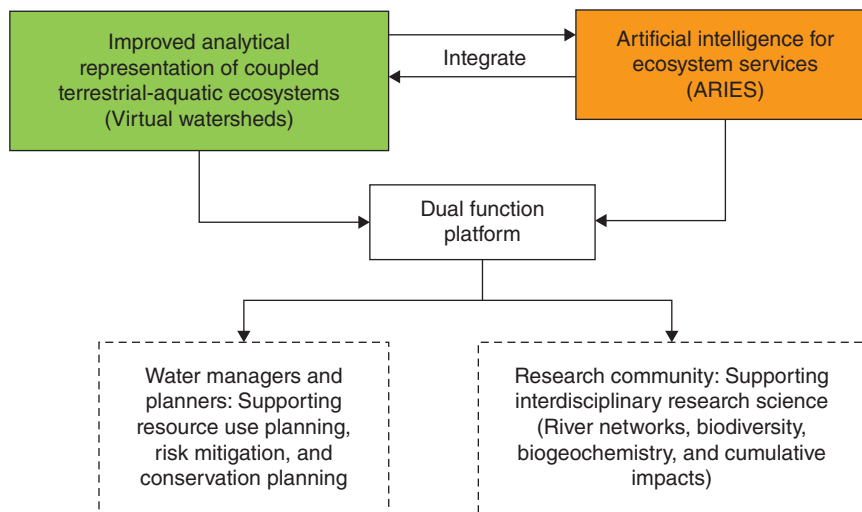 Improved analytical
representation of coupled
terrestrial-aquatic ecosystems
(Virtual watersheds)
Integrate
Artificial intelligence for
ecosystem services
(ARIES)
Dual function
platform
Water managers and
planners: Supporting
resource use planning,
risk mitigation, and
conservation planning
Research community: Supporting
interdisciplinary research science
(River networks, biodiversity,
biogeochemistry, and cumulative
impacts)